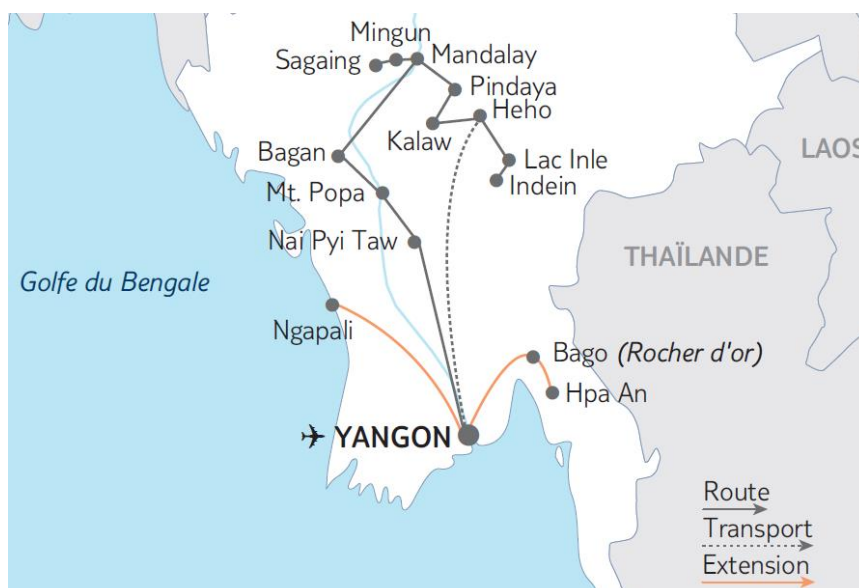 Mingun
Sagaing
Mandalay
Pindaya
Heho
Kalaw
Bagan
Lac Inle
Indein
Mt. Popa
Nai Pyi Taw
LAOS
THAÏLANDE
Golfe du Bengale
Ngapali
Bago (Rocher d'or)
Hpa An
YANGON
Route
Transport
Extension